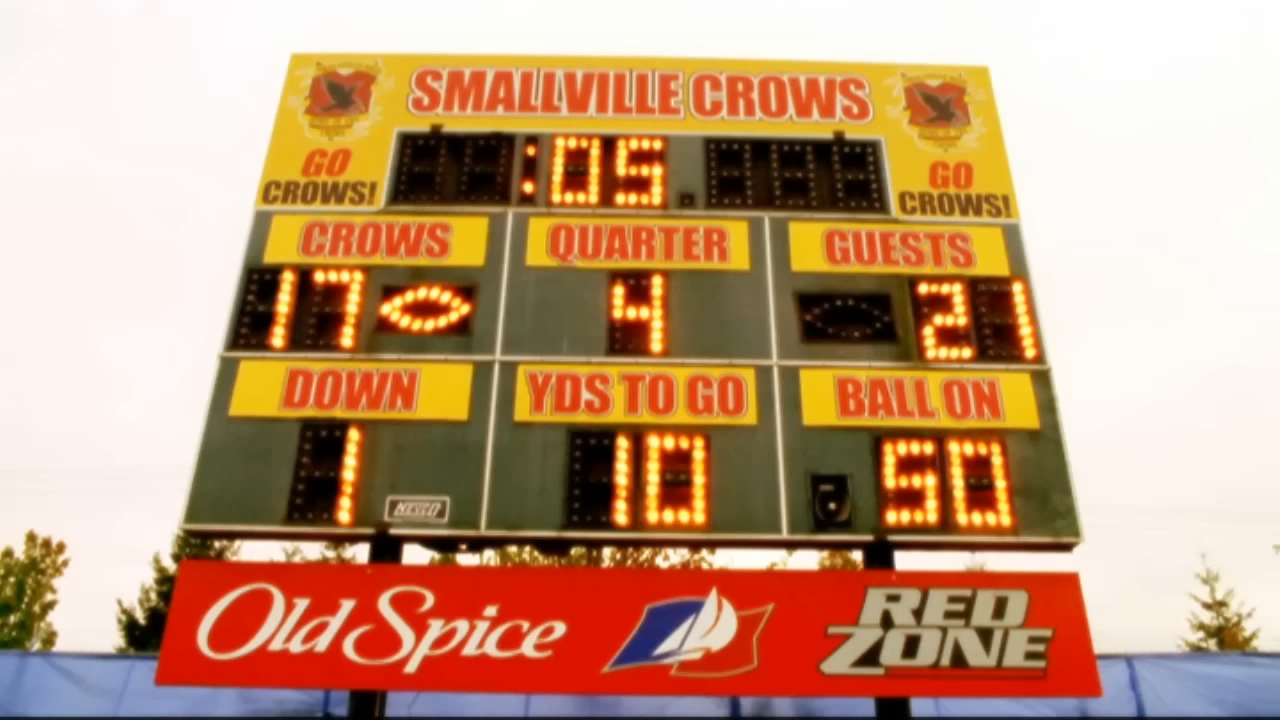 SMALLVILLE CROWS
GO CROWS!
:05
GO CROWS!
CROWS QUARTER GUESTS
17 4 21
DOWN YDS TO GO BALL ON
1 10 50
NEVCO
Old Spice RED ZONE